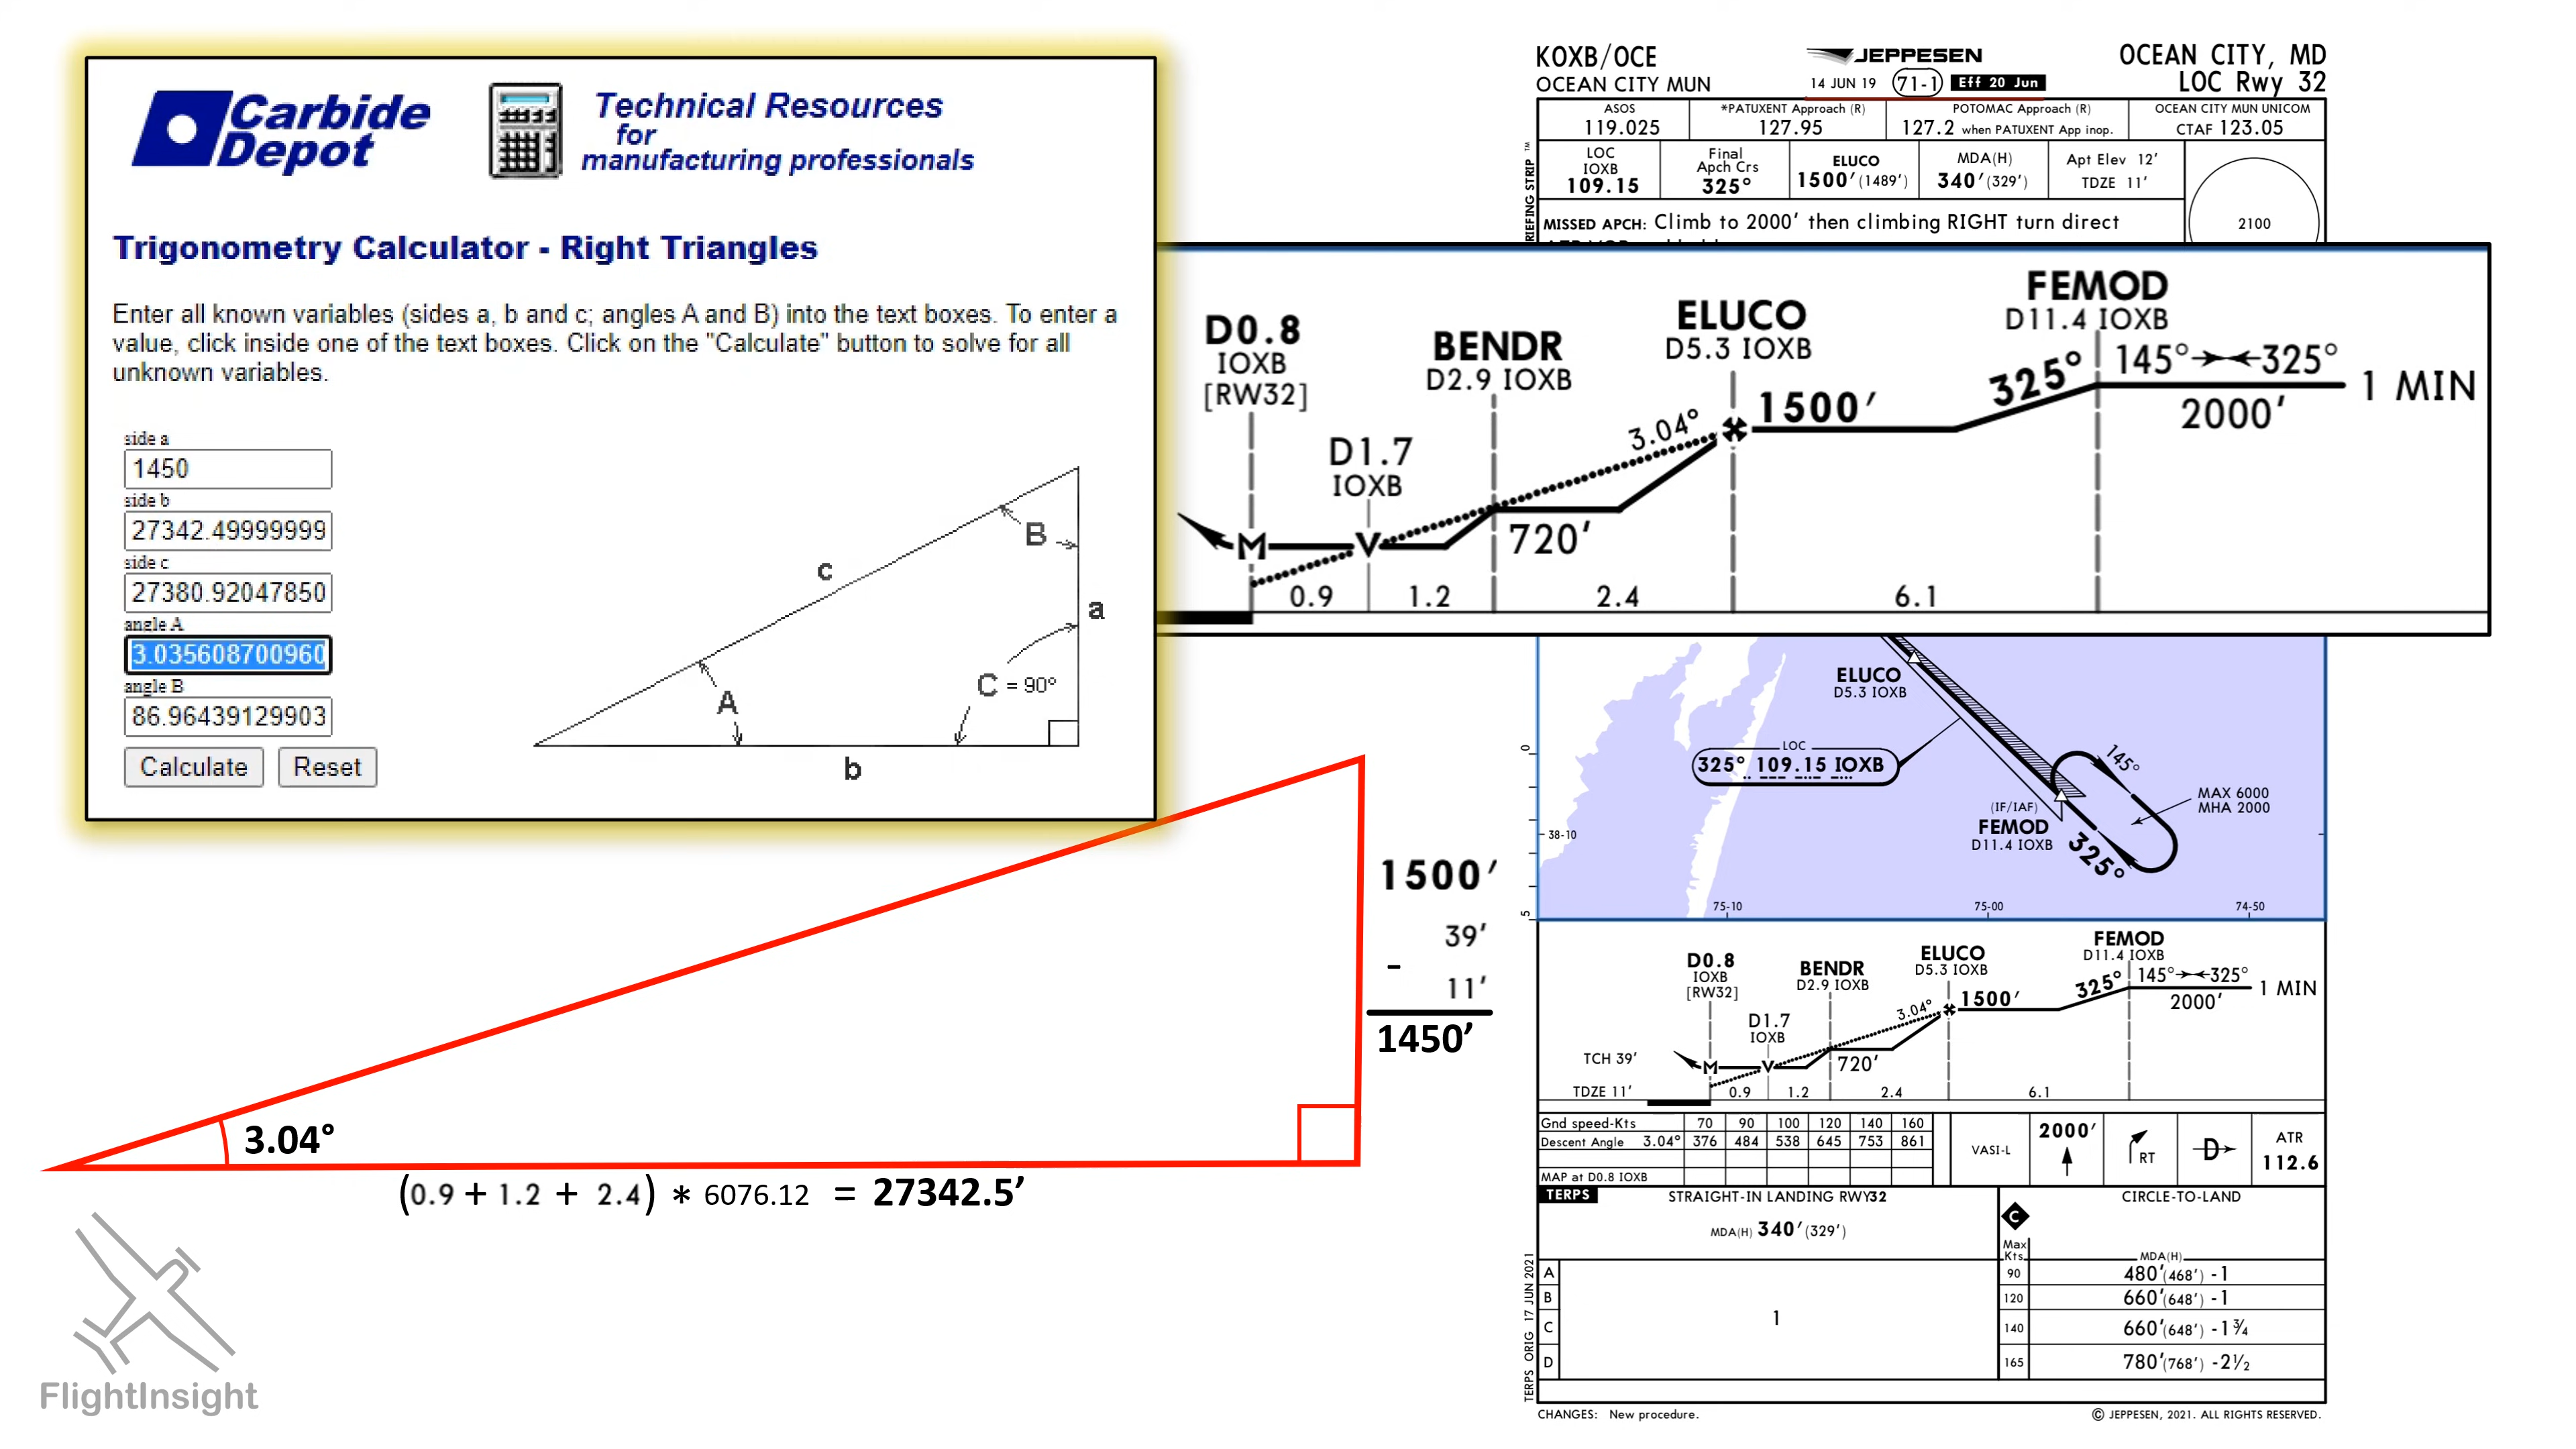 Carbide
Depot
Technical Resources
for
manufacturing professionals
Trigonometry Calculator - Right Triangles
Enter all known variables (sides a, b and c; angles A and B) into the text boxes. To enter a
value, click inside one of the text boxes. Click on the "Calculate" button to solve for all
unknown variables.
side a
1450
side b
27342.49999999
side c
27380.92047850
angle A
3.035608700960
angle B
86.96439129903
Calculate Reset
c
B
a
A
C = 90°
b
KOXB/OCE
OCEAN CITY MUN
JEPPESEN
14 JUN 19 71-1 Eff 20 Jun
OCEAN CITY, MD
LOC Rwy 32
ASOS
119.025
*PATUXENT Approach (R)
127.95
POTOMAC Approach (R)
127.2 when PATUXENT App inop.
OCEAN CITY MUN UNICOM
CTAF 123.05
LOC
IOXB
109.15
Final
Apch Crs
325°
ELUCO
1500'(1489')
MDA(H)
340'(329')
Apt Elev 12'
TDZE 11'
RIEFING STRIP ™
MISSED APCH: Climb to 2000' then climbing RIGHT turn direct
2100
D0.8
IOXB
[RW32]
D1.7
IOXB
BENDR
D2.9 IOXB
ELUCO
D5.3 IOXB
FEMOD
D11.4 IOXB
3.04°
1500'
325°
145° 325°
1 MIN
2000'
M
V
720'
0.9 1.2 2.4 6.1
ELUCO
D5.3 IOXB
LOC
325° 109.15 IOXB
145°
MAX 6000
MHA 2000
(IF/IAF)
FEMOD
D11.4 IOXB
325°
0
38-10
5
75-10 75-00 74-50
1500'
39'
-
11'
1450'
3.04°
(0.9 + 1.2 + 2.4) * 6076.12 = 27342.5'
D0.8
IOXB
[RW32]
D1.7
IOXB
BENDR
D2.9 IOXB
ELUCO
D5.3 IOXB
FEMOD
D11.4 IOXB
3.04°
1500'
325°
145° 325°
1 MIN
2000'
TCH 39'
M
V
720'
TDZE 11'
0.9 1.2 2.4 6.1
Gnd speed-Kts 70 90 100 120 140 160
Descent Angle 3.04° 376 484 538 645 753 861
MAP at D0.8 IOXB
VASI-L
2000'
RT
D
ATR
112.6
TERPS
STRAIGHT-IN LANDING RWY32
MDA(H) 340'(329')
CIRCLE-TO-LAND
C
Max
Kts
MDA(H)
A
B
C
D
1
90 480'(468') -1
120 660'(648') -1
140 660'(648') -1¾
165 780'(768') -2½
TERPS ORIG 17 JUN 2021
CHANGES: New procedure.
© JEPPESEN, 2021. ALL RIGHTS RESERVED.
FlightInsight